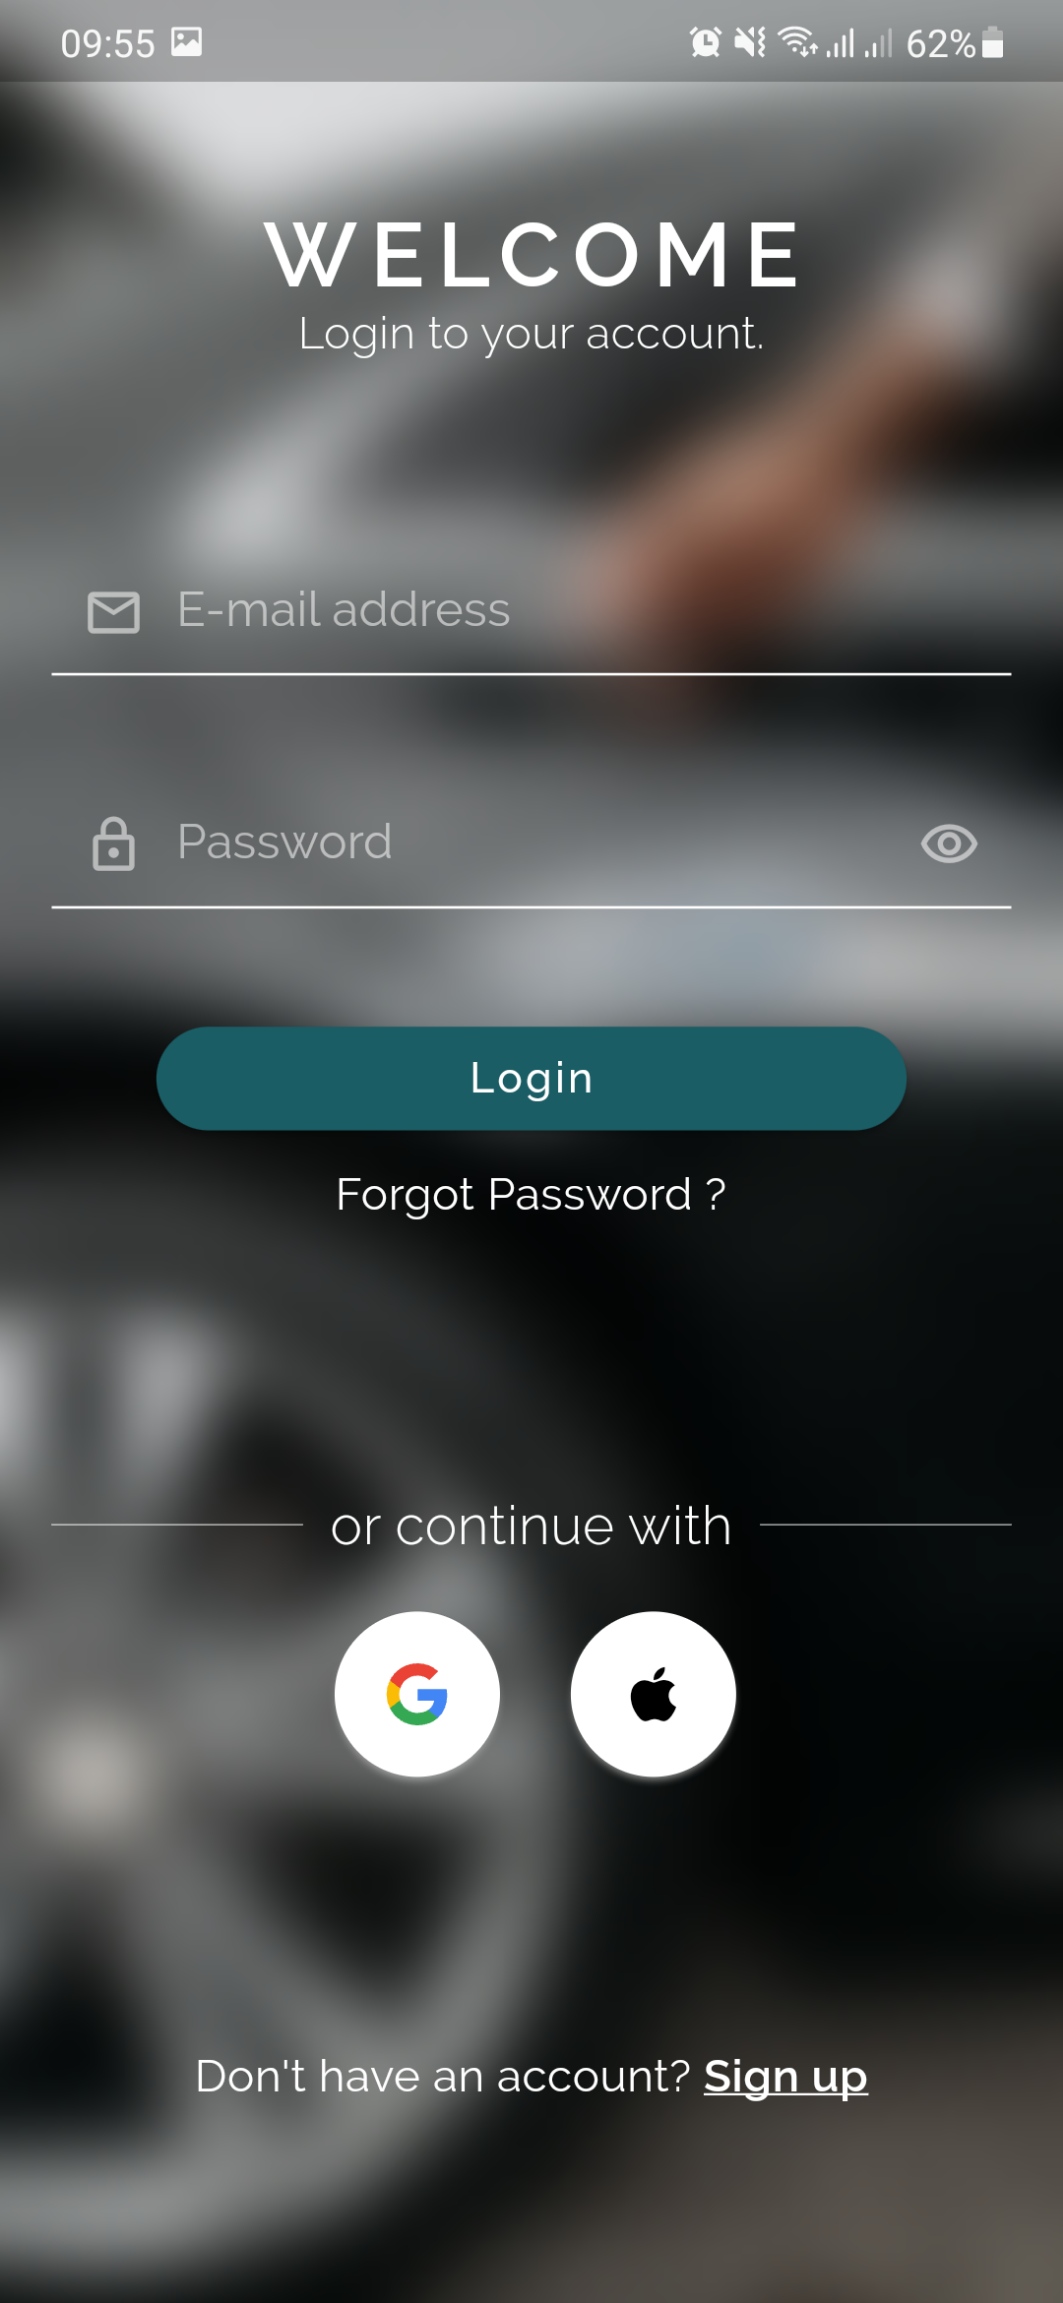 09:55 62%
WELCOME
Login to your account.
E-mail address
Password
Login
Forgot Password ?
or continue with
Don't have an account? Sign up